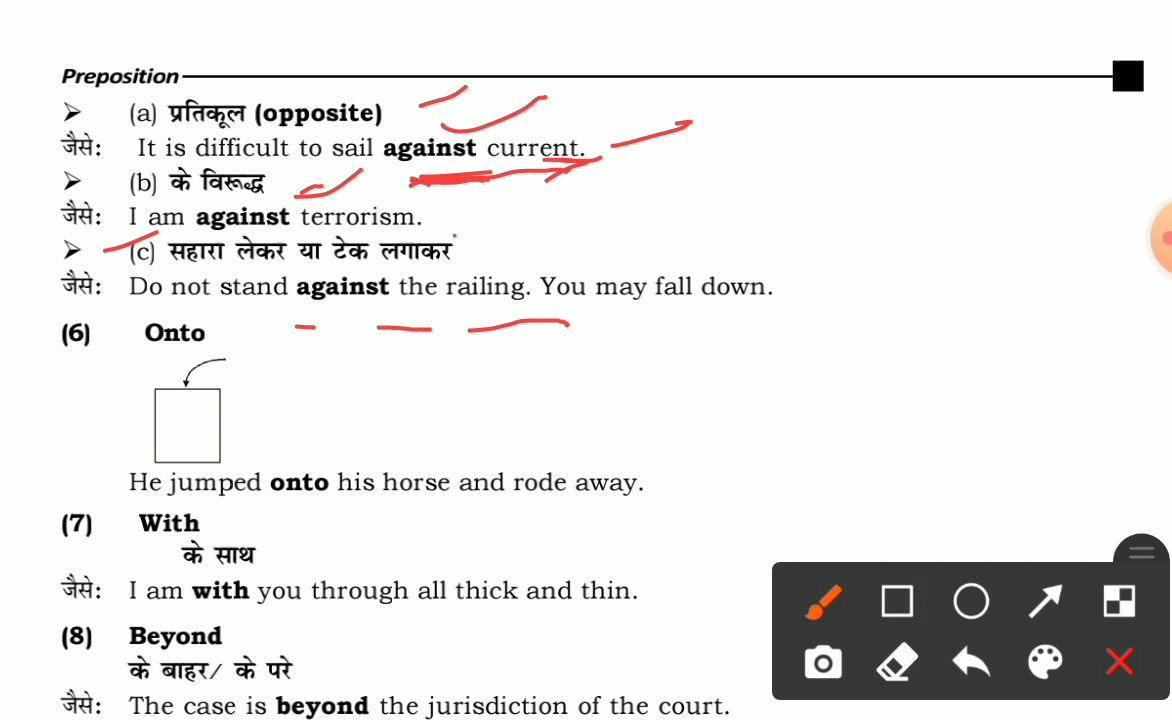 Preposition
➤ (a) प्रतिकूल (opposite)
जैसे: It is difficult to sail against current.
➤ (b) के विरूद्ध
जैसे: I am against terrorism.
➤ (c) सहारा लेकर या टेक लगाकर
जैसे: Do not stand against the railing. You may fall down.
(6) Onto
He jumped onto his horse and rode away.
(7) With
के साथ
जैसे: I am with you through all thick and thin.
(8) Beyond
के बाहर/ के परे
जैसे: The case is beyond the jurisdiction of the court.